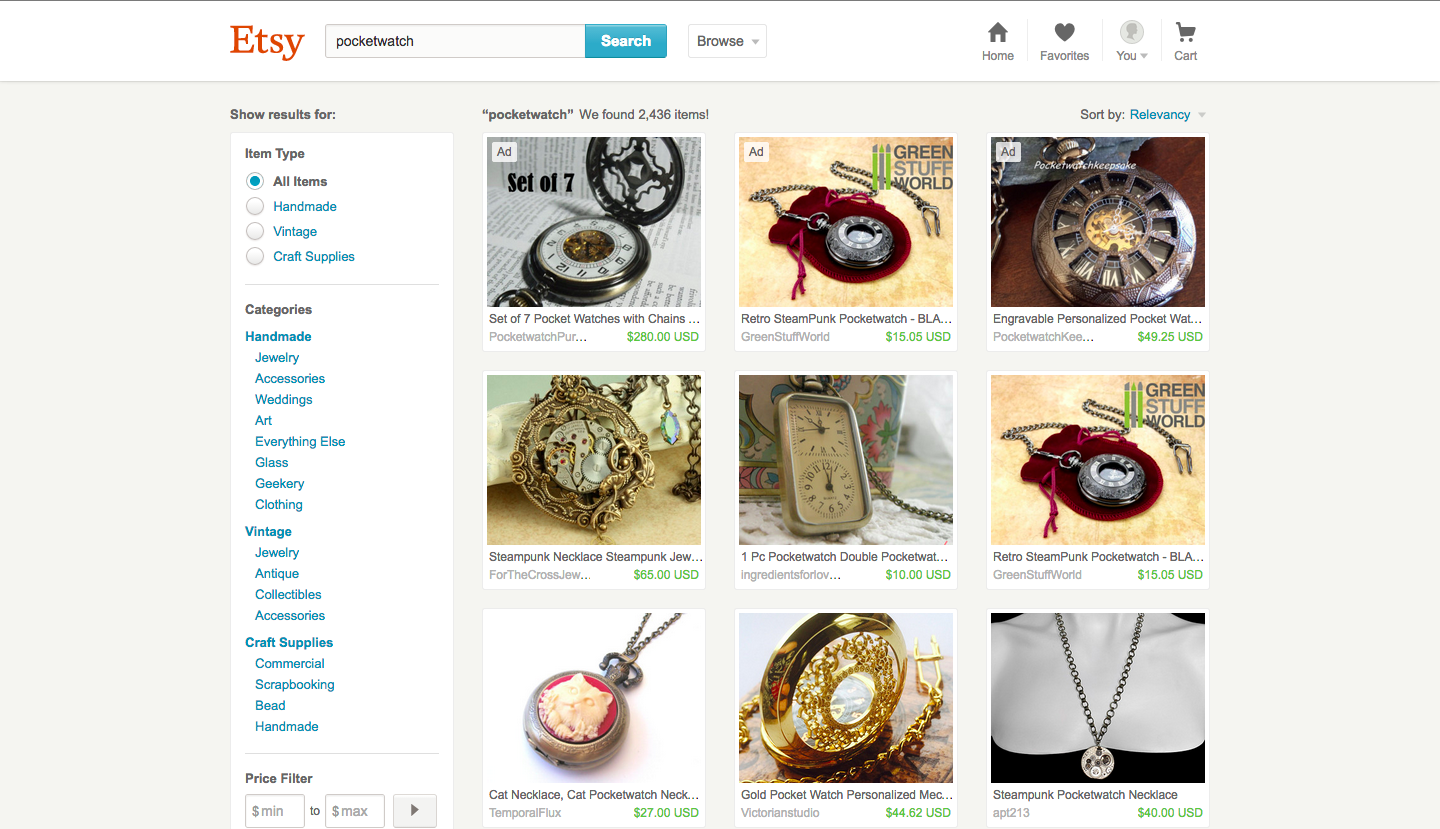 Etsy
pocketwatch
Search
Browse
Home
Favorites
You
Cart
Show results for:
“pocketwatch” We found 2,436 items!
Sort by: Relevancy
Item Type
All Items
Handmade
Vintage
Craft Supplies
Categories
Handmade
Jewelry
Accessories
Weddings
Art
Everything Else
Glass
Geekery
Clothing
Vintage
Jewelry
Antique
Collectibles
Accessories
Craft Supplies
Commercial
Scrapbooking
Bead
Handmade
Price Filter
$ min to $ max
Ad
Set of 7
Set of 7 Pocket Watches with Chains ...
PocketwatchPur... $280.00 USD
Ad
GREEN
STUFF
WORLD
Retro SteamPunk Pocketwatch - BLA...
GreenStuffWorld $15.05 USD
Ad
Pocketwatchkeepsake
Engravable Personalized Pocket Wat...
PocketwatchKee... $49.25 USD
Steampunk Necklace Steampunk Jew...
ForTheCrossJew... $65.00 USD
1 Pc Pocketwatch Double Pocketwat...
ingredientsforlov... $10.00 USD
GREEN
STUFF
WORLD
Retro SteamPunk Pocketwatch - BLA...
GreenStuffWorld $15.05 USD
Cat Necklace, Cat Pocketwatch Neck...
TemporalFlux $27.00 USD
Gold Pocket Watch Personalized Mec...
Victorianstudio $44.62 USD
Steampunk Pocketwatch Necklace
apt213 $40.00 USD